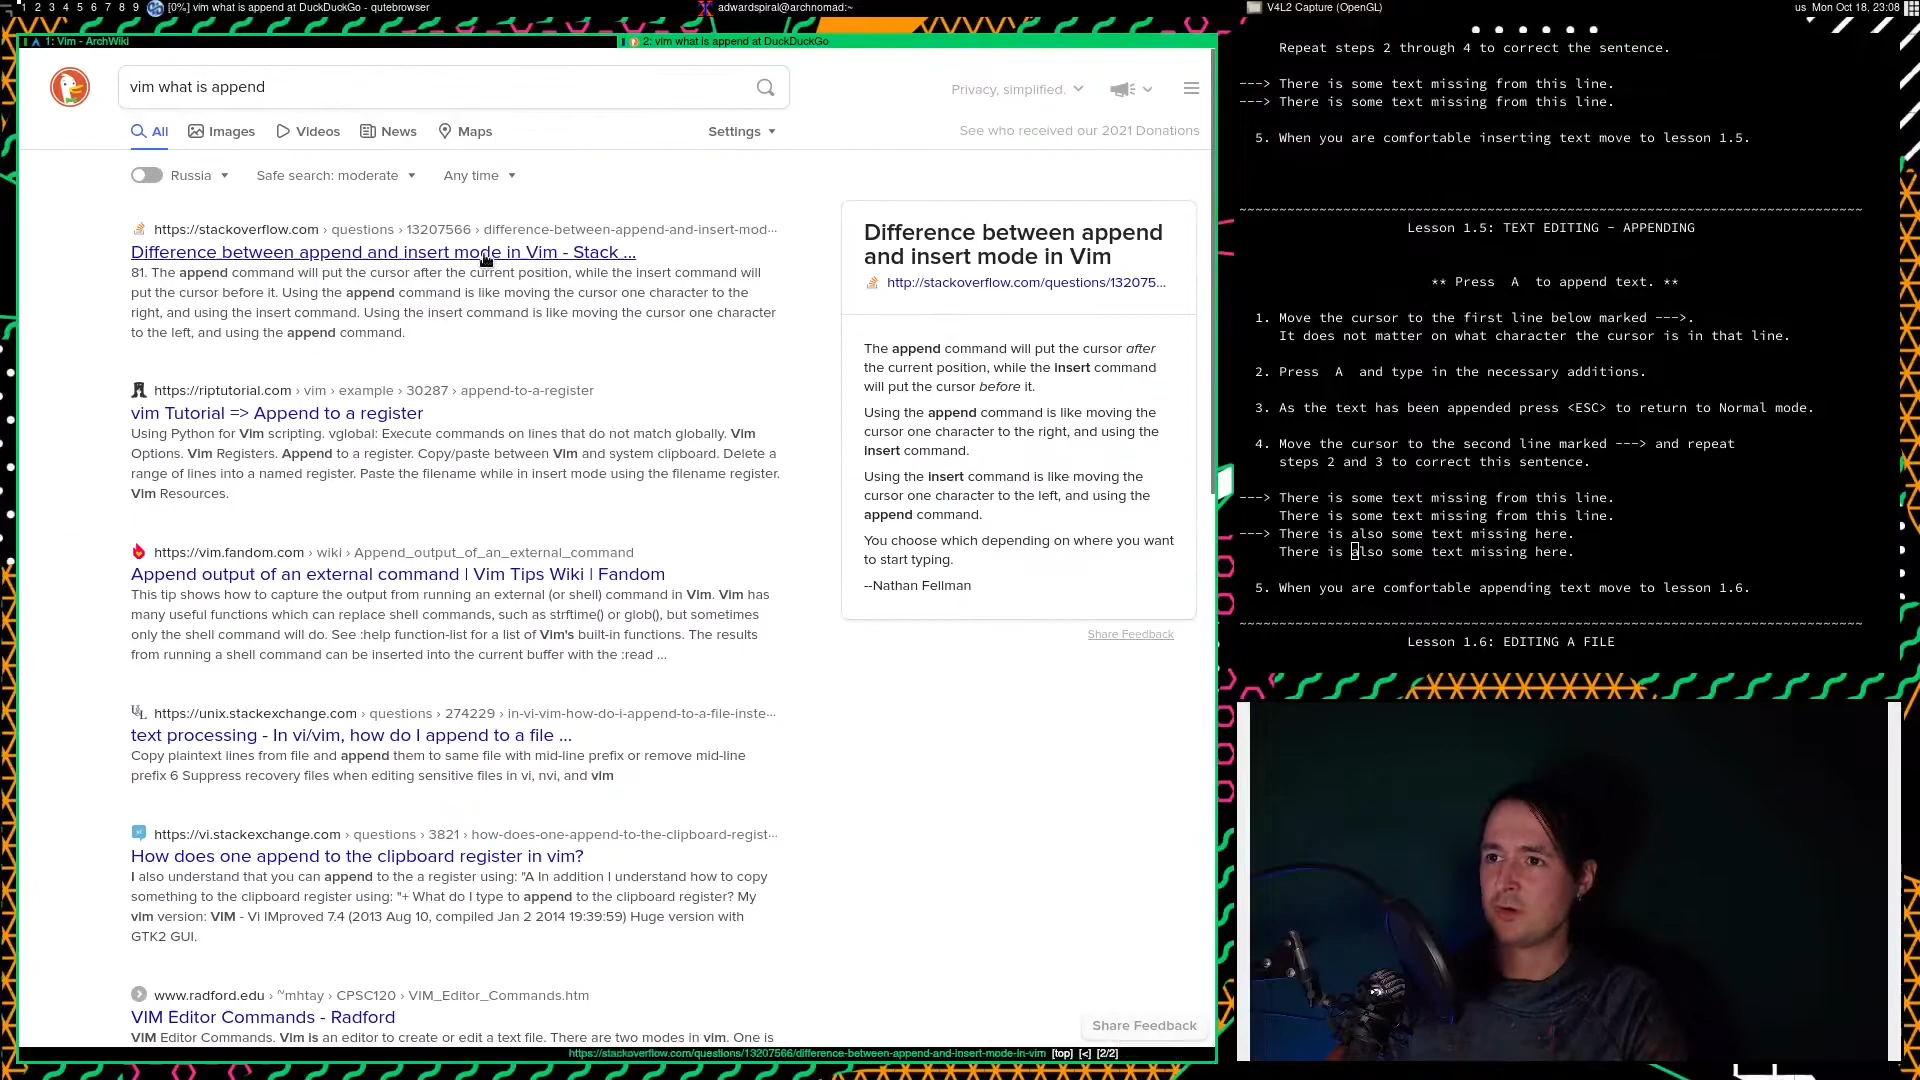 1 2 3 4 5 6 7 8 9 [0%] vim what is append at DuckDuckGo - qutebrowser
adwardspiral@archnomad:~
V4L2 Capture (OpenGL)
us Mon Oct 18, 23:08
1: Vim - ArchWiki
2: vim what is append at DuckDuckGo
vim what is append
Privacy, simplified.
All Images Videos News Maps Settings
See who received our 2021 Donations
Russia Safe search: moderate Any time
https://stackoverflow.com › questions › 13207566 › difference-between-append-and-insert-mod...
Difference between append and insert mode in Vim - Stack ...
81. The append command will put the cursor after the current position, while the insert command will
put the cursor before it. Using the append command is like moving the cursor one character to the
right, and using the insert command. Using the insert command is like moving the cursor one character
to the left, and using the append command.
https://riptutorial.com › vim › example › 30287 › append-to-a-register
vim Tutorial => Append to a register
Using Python for Vim scripting. vglobal: Execute commands on lines that do not match globally. Vim
Options. Vim Registers. Append to a register. Copy/paste between Vim and system clipboard. Delete a
range of lines into a named register. Paste the filename while in insert mode using the filename register.
Vim Resources.
https://vim.fandom.com › wiki › Append_output_of_an_external_command
Append output of an external command | Vim Tips Wiki | Fandom
This tip shows how to capture the output from running an external (or shell) command in Vim. Vim has
many useful functions which can replace shell commands, such as strftime() or glob(), but sometimes
only the shell command will do. See :help function-list for a list of Vim's built-in functions. The results
from running a shell command can be inserted into the current buffer with the :read ...
https://unix.stackexchange.com › questions › 274229 › in-vi-vim-how-do-i-append-to-a-file-inste...
text processing - In vi/vim, how do I append to a file ...
Copy plaintext lines from file and append them to same file with mid-line prefix or remove mid-line
prefix 6 Suppress recovery files when editing sensitive files in vi, nvi, and vim
https://vi.stackexchange.com › questions › 3821 › how-does-one-append-to-the-clipboard-regist...
How does one append to the clipboard register in vim?
I also understand that you can append to the a register using: "A In addition I understand how to copy
something to the clipboard register using: "+ What do I type to append to the clipboard register? My
vim version: VIM - Vi IMproved 7.4 (2013 Aug 10, compiled Jan 2 2014 19:39:59) Huge version with
GTK2 GUI.
www.radford.edu › ~mhtay › CPSC120 › VIM_Editor_Commands.htm
VIM Editor Commands - Radford
VIM Editor Commands. Vim is an editor to create or edit a text file. There are two modes in vim. One is
Difference between append
and insert mode in Vim
http://stackoverflow.com/questions/132075...
The append command will put the cursor after
the current position, while the insert command
will put the cursor before it.
Using the append command is like moving the
cursor one character to the right, and using the
insert command.
Using the insert command is like moving the
cursor one character to the left, and using the
append command.
You choose which depending on where you want
to start typing.
--Nathan Fellman
Share Feedback
Share Feedback
https://stackoverflow.com/questions/13207566/difference-between-append-and-insert-mode-in-vim [top] [<] [2/2]
Repeat steps 2 through 4 to correct the sentence.
---> There is some text missing from this line.
---> There is some text missing from this line.
5. When you are comfortable inserting text move to lesson 1.5.
~~~~~~~~~~~~~~~~~~~~~~~~~~~~~~~~~~~~~~~~~~~~~~~~~~~~~~~~~~~~~~~~~~~~~~~~~~~~~~
Lesson 1.5: TEXT EDITING - APPENDING
** Press A to append text. **
1. Move the cursor to the first line below marked --->.
It does not matter on what character the cursor is in that line.
2. Press A and type in the necessary additions.
3. As the text has been appended press <ESC> to return to Normal mode.
4. Move the cursor to the second line marked ---> and repeat
steps 2 and 3 to correct this sentence.
---> There is some text missing from this line.
There is some text missing from this line.
---> There is also some text missing here.
There is also some text missing here.
5. When you are comfortable appending text move to lesson 1.6.
~~~~~~~~~~~~~~~~~~~~~~~~~~~~~~~~~~~~~~~~~~~~~~~~~~~~~~~~~~~~~~~~~~~~~~~~~~~~~~
Lesson 1.6: EDITING A FILE